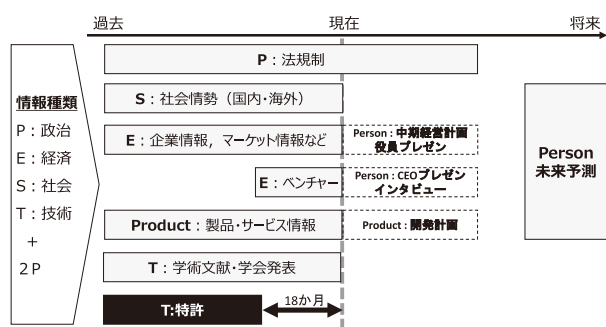 過去
現在
将来
情報種類
P：政治
E：経済
S：社会
T：技術
+
2P
P：法規制
S：社会情勢（国内・海外）
E：企業情報，マーケット情報など
Person：中期経営計画
役員プレゼン
E：ベンチャー
Person：CEOプレゼン
インタビュー
Product：製品・サービス情報
Product：開発計画
T：学術文献・学会発表
T:特許
18か月
Person
未来予測